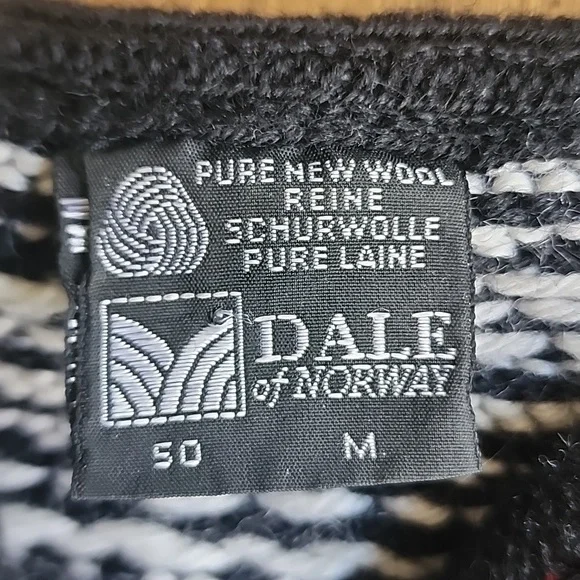 PURE NEW WOOL
REINE
SCHURWOLLE
PURE LAINE
DALE
of NORWAY
50 M